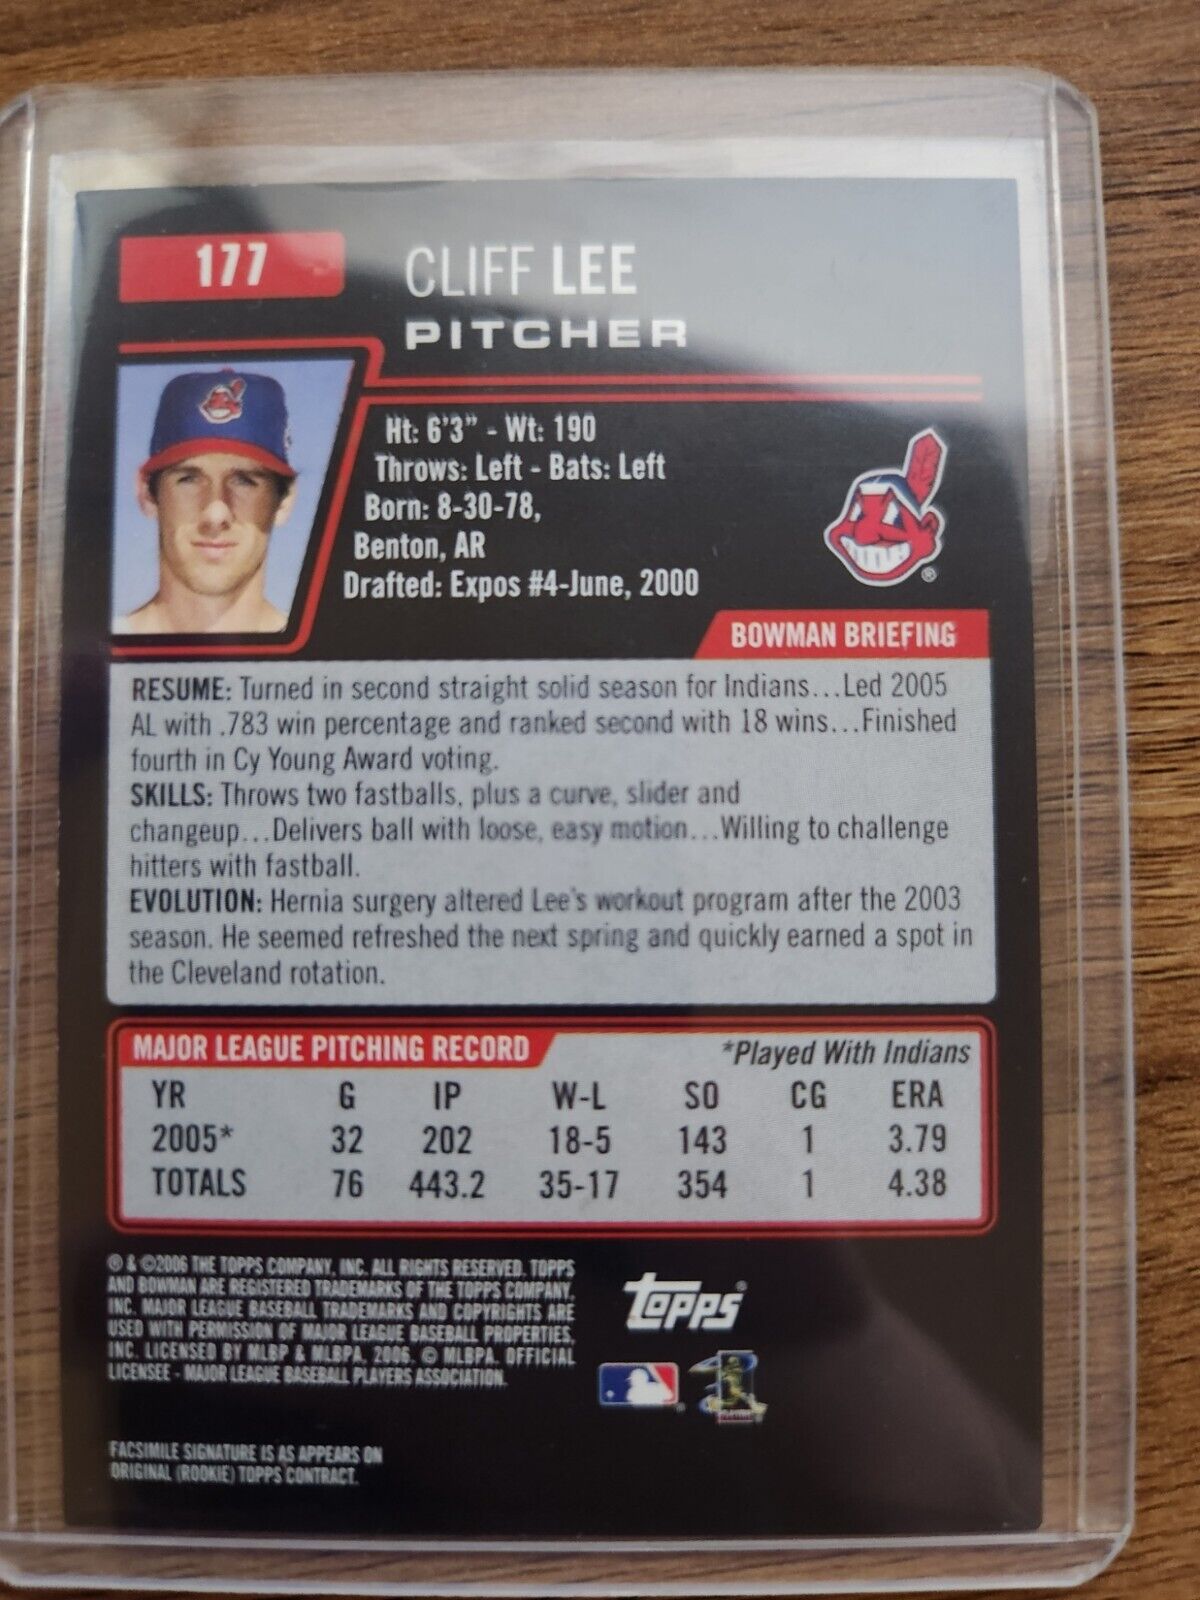 177
CLIFF LEE
PITCHER
Ht: 6'3" - Wt: 190
Throws: Left - Bats: Left
Born: 8-30-78,
Benton, AR
Drafted: Expos #4-June, 2000
®
BOWMAN BRIEFING
RESUME: Turned in second straight solid season for Indians...Led 2005
AL with .783 win percentage and ranked second with 18 wins...Finished
fourth in Cy Young Award voting.
SKILLS: Throws two fastballs, plus a curve, slider and
changeup...Delivers ball with loose, easy motion...Willing to challenge
hitters with fastball.
EVOLUTION: Hernia surgery altered Lee's workout program after the 2003
season. He seemed refreshed the next spring and quickly earned a spot in
the Cleveland rotation.
MAJOR LEAGUE PITCHING RECORD *Played With Indians
YR G IP W-L SO CG ERA
2005* 32 202 18-5 143 1 3.79
TOTALS 76 443.2 35-17 354 1 4.38
® & ©2006 THE TOPPS COMPANY, INC. ALL RIGHTS RESERVED. TOPPS
AND BOWMAN ARE REGISTERED TRADEMARKS OF THE TOPPS COMPANY,
INC. MAJOR LEAGUE BASEBALL TRADEMARKS AND COPYRIGHTS ARE
USED WITH PERMISSION OF MAJOR LEAGUE BASEBALL PROPERTIES,
INC. LICENSED BY MLBP & MLBPA, 2006. © MLBPA. OFFICIAL
LICENSEE - MAJOR LEAGUE BASEBALL PLAYERS ASSOCIATION.
topps®
FACSIMILE SIGNATURE IS AS APPEARS ON
ORIGINAL (ROOKIE) TOPPS CONTRACT.